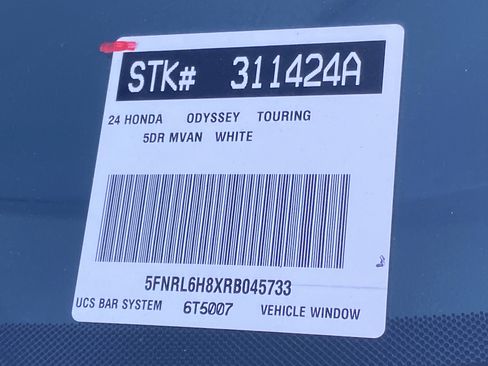 STK# 311424A
24 HONDA ODYSSEY TOURING
5DR MVAN WHITE
5FNRL6H8XRB045733
UCS BAR SYSTEM 6T5007 VEHICLE WINDOW